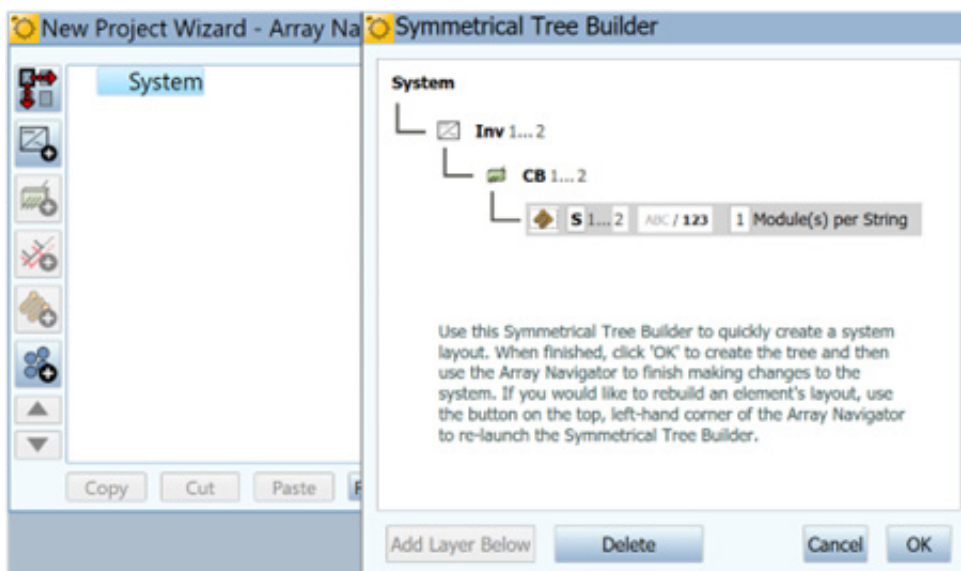 New Project Wizard - Array Na
System
Copy
Cut
Paste
Symmetrical Tree Builder
System
Inv 1... 2
CB 1... 2
S 1... 2 ABC / 123 1 Module(s) per String
Use this Symmetrical Tree Builder to quickly create a system
layout. When finished, click 'OK' to create the tree and then
use the Array Navigator to finish making changes to the
system. If you would like to rebuild an element's layout, use
the button on the top, left-hand corner of the Array Navigator
to re-launch the Symmetrical Tree Builder.
Add Layer Below
Delete
Cancel
OK